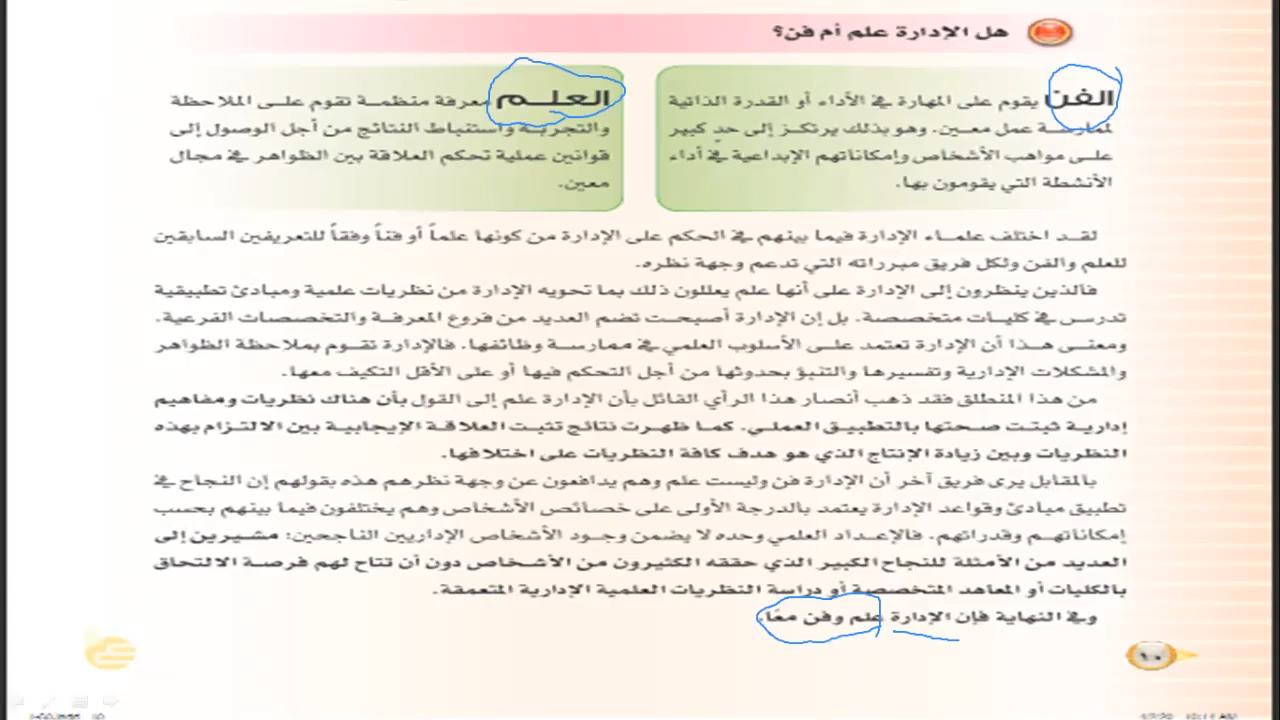 هل الإدارة علم أم فن؟
الفن يقوم على المهارة في الأداء أو القدرة الذاتية
لممارسة عمل معين. وهو بذلك يرتكز إلى حدٍ كبير
على مواهب الأشخاص وإمكاناتهم الإبداعية في أداء
الأنشطة التي يقومون بها.
العلم معرفة منظمة تقوم على الملاحظة
والتجربة واستنباط النتائج من أجل الوصول إلى
قوانين عملية تحكم العلاقة بين الظواهر في مجال
معين.
لقد اختلف علماء الإدارة فيما بينهم في الحكم على الإدارة من كونها علماً أو فناً وفقاً للتعريفين السابقين
للعلم والفن ولكل فريق مبرراته التي تدعم وجهة نظره.
فالذين ينظرون إلى الإدارة على أنها علم يعللون ذلك بما تحويه الإدارة من نظريات علمية ومبادئ تطبيقية
تدرس في كليات متخصصة. بل إن الإدارة أصبحت تضم العديد من فروع المعرفة والتخصصات الفرعية.
ومعنى هذا أن الإدارة تعتمد على الأسلوب العلمي في ممارسة وظائفها. فالإدارة تقوم بملاحظة الظواهر
والمشكلات الإدارية وتفسيرها والتنبؤ بحدوثها من أجل التحكم فيها أو على الأقل التكيف معها.
من هذا المنطلق فقد ذهب أنصار هذا الرأي القائل بأن الإدارة علم إلى القول بأن هناك نظريات ومفاهيم
إدارية ثبتت صحتها بالتطبيق العملي. كما ظهرت نتائج تثبت العلاقة الإيجابية بين الالتزام بهذه
النظريات وبين زيادة الإنتاج الذي هو هدف كافة النظريات على اختلافها.
بالمقابل يرى فريق آخر أن الإدارة فن وليست علم وهم يدافعون عن وجهة نظرهم هذه بقولهم إن النجاح في
تطبيق مبادئ وقواعد الإدارة يعتمد بالدرجة الأولى على خصائص الأشخاص وهم يختلفون فيما بينهم بحسب
إمكاناتهم وقدراتهم. فالإعداد العلمي وحده لا يضمن وجود الأشخاص الإداريين الناجحين: مشيرين إلى
العديد من الأمثلة للنجاح الكبير الذي حققه الكثيرون من الأشخاص دون أن تتاح لهم فرصة الالتحاق
بالكليات أو المعاهد المتخصصة أو دراسة النظريات العلمية الإدارية المتعمقة.
وفي النهاية فإن الإدارة علم وفن معًا.
١٠